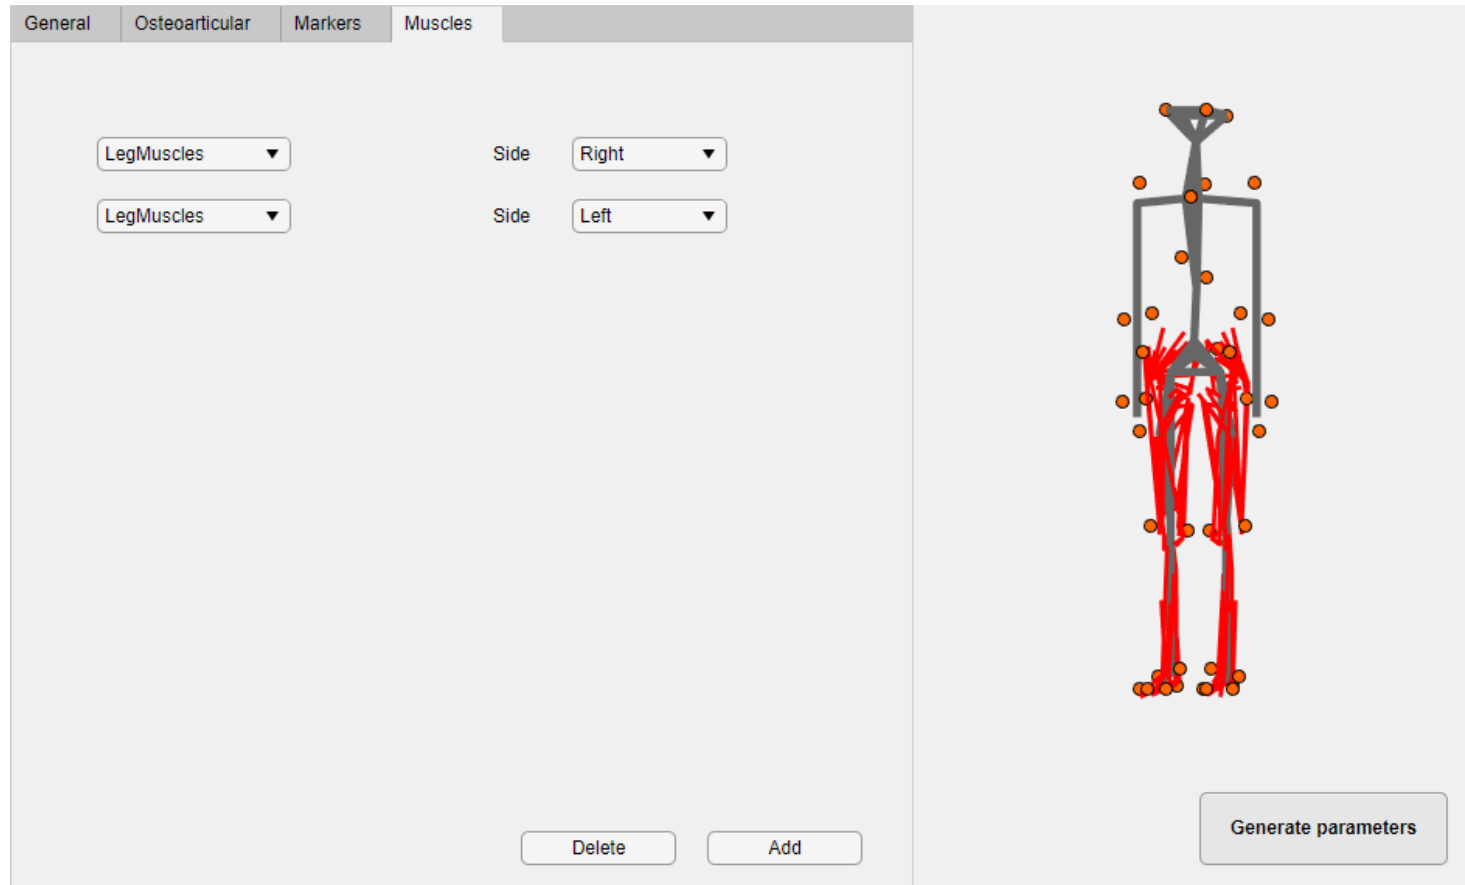 General Osteoarticular Markers Muscles
LegMuscles Side Right
LegMuscles Side Left
Delete Add
Generate parameters